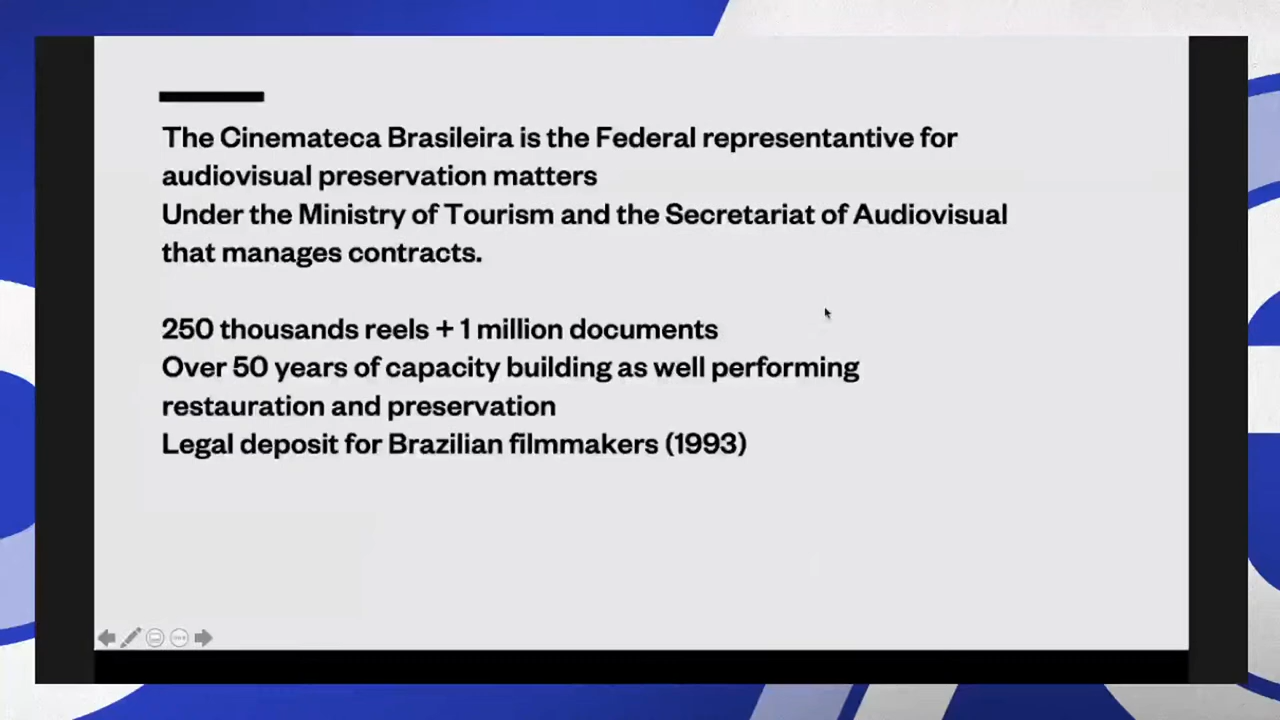 The Cinemateca Brasileira is the Federal representantive for
audiovisual preservation matters
Under the Ministry of Tourism and the Secretariat of Audiovisual
that manages contracts.
250 thousands reels + 1 million documents
Over 50 years of capacity building as well performing
restauration and preservation
Legal deposit for Brazilian filmmakers (1993)